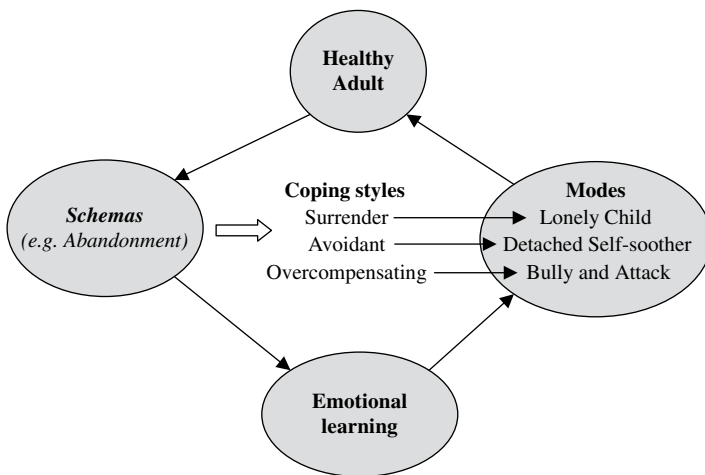 Healthy
Adult
Schemas
(e.g. Abandonment)
Coping styles
Surrender
Avoidant
Overcompensating
Modes
Lonely Child
Detached Self-soother
Bully and Attack
Emotional
learning